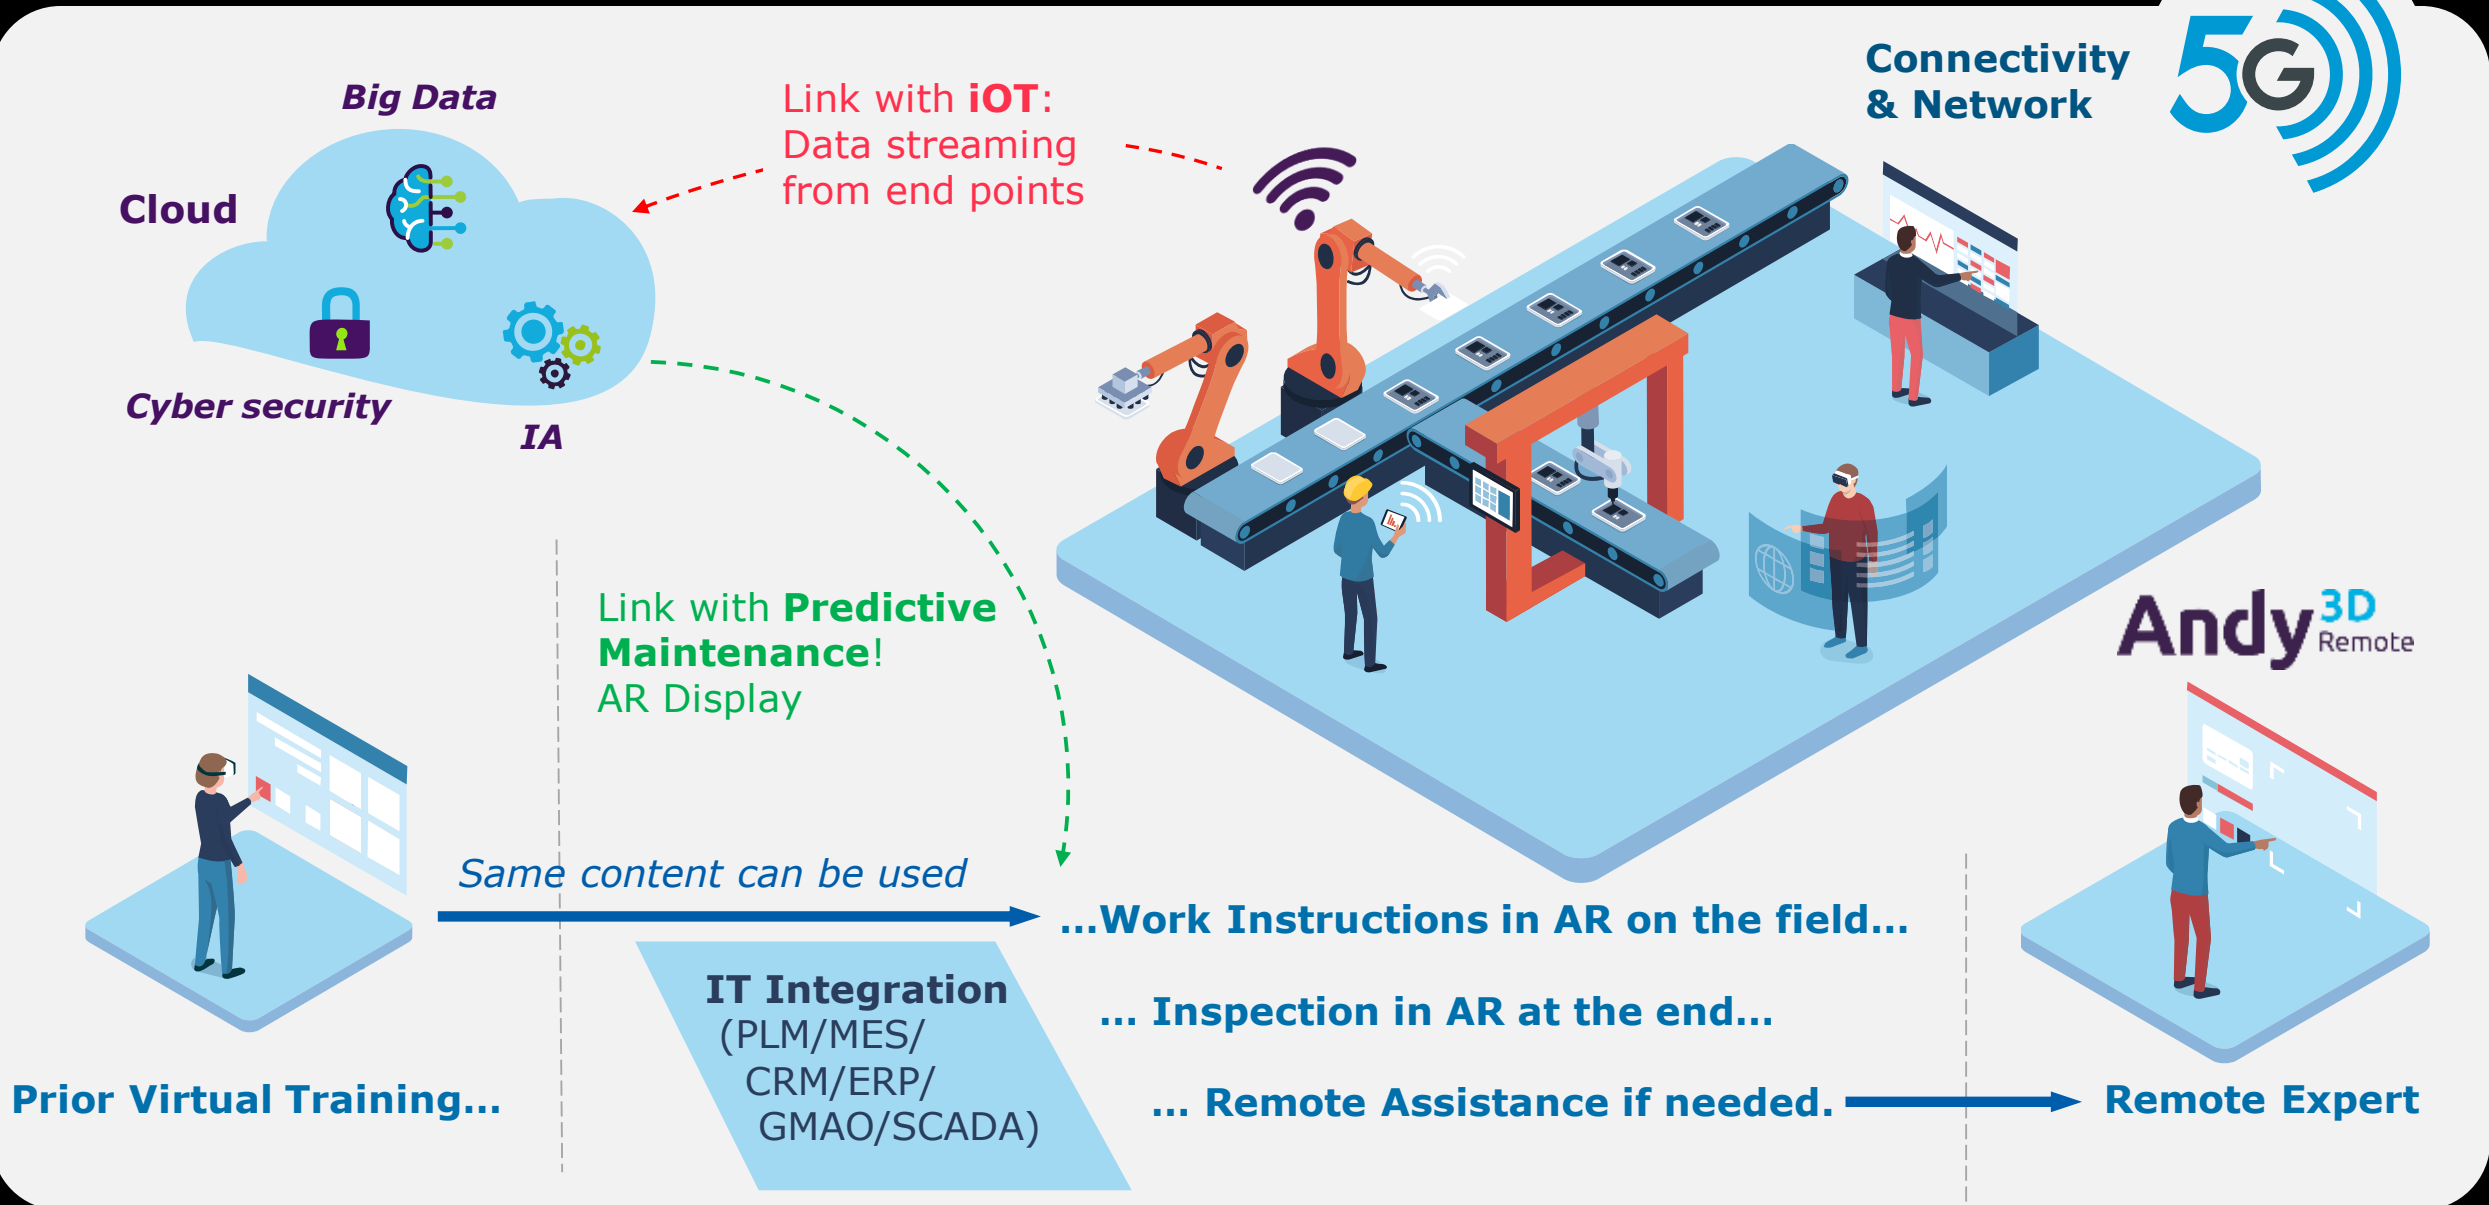 Connectivity
& Network
5G
Big Data
Cloud
Cyber security
IA
Link with iOT:
Data streaming
from end points
Link with Predictive
Maintenance!
AR Display
Andy 3D
Remote
Same content can be used
...Work Instructions in AR on the field...
IT Integration
(PLM/MES/
CRM/ERP/
GMAO/SCADA)
... Inspection in AR at the end...
Prior Virtual Training...
... Remote Assistance if needed.
Remote Expert